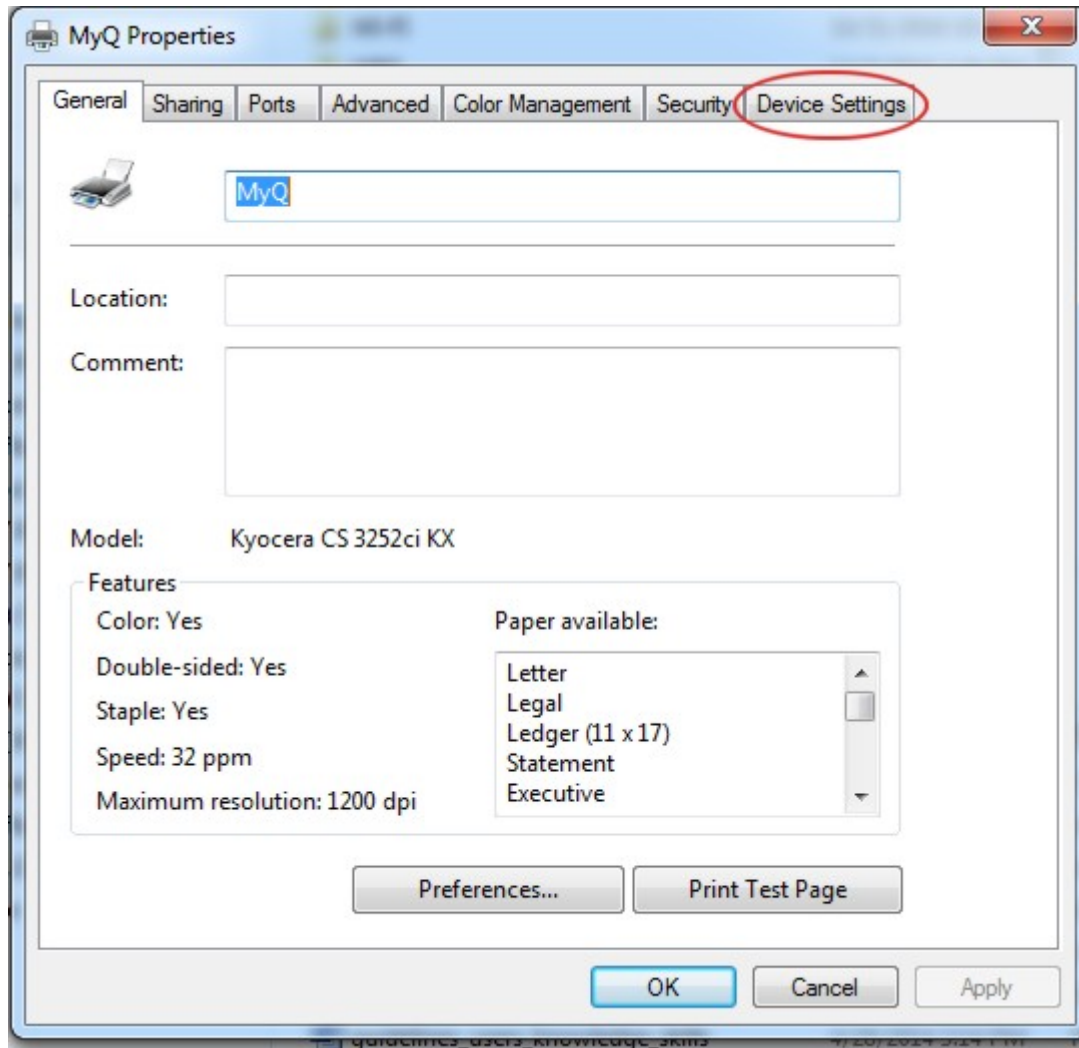 MyQ Properties
General Sharing Ports Advanced Color Management Security Device Settings
MyQ
Location:
Comment:
Model: Kyocera CS 3252ci KX
Features
Color: Yes
Double-sided: Yes
Staple: Yes
Speed: 32 ppm
Maximum resolution: 1200 dpi
Paper available:
Letter
Legal
Ledger (11 x 17)
Statement
Executive
Preferences... Print Test Page
OK Cancel Apply
guidelines_users_knowledge_skills